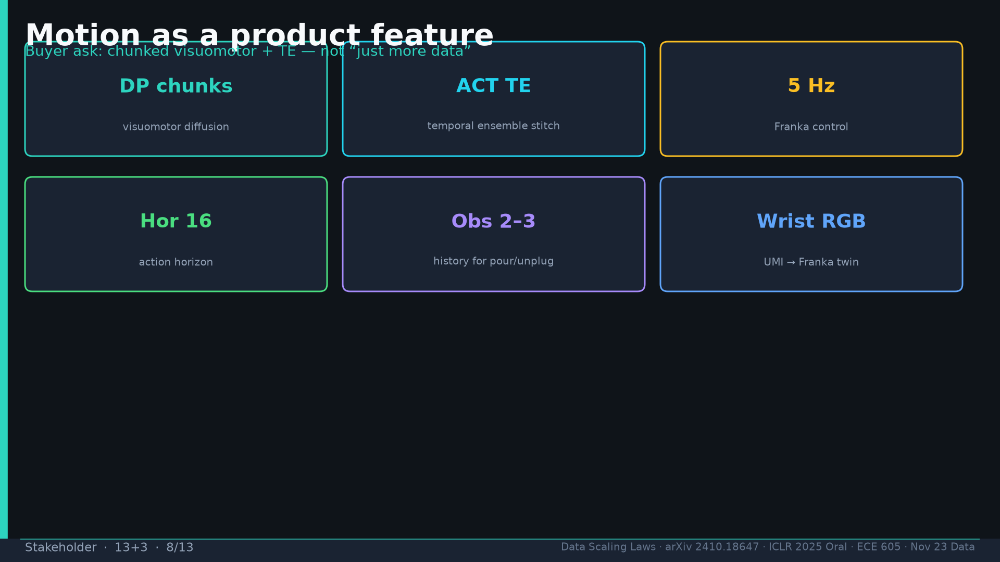 Motion as a product feature
Buyer ask: chunked visuomotor + TE — not “just more data”
DP chunks
visuomotor diffusion
ACT TE
temporal ensemble stitch
5 Hz
Franka control
Hor 16
action horizon
Obs 2–3
history for pour/unplug
Wrist RGB
UMI → Franka twin
Stakeholder · 13+3 · 8/13
Data Scaling Laws · arXiv 2410.18647 · ICLR 2025 Oral · ECE 605 · Nov 23 Data